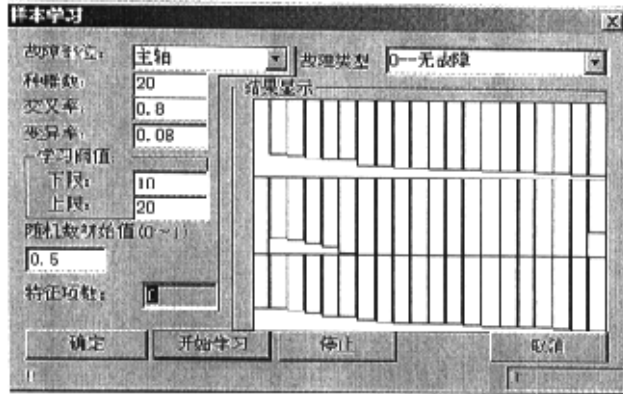 样本学习
故障部位: 主轴 故障类型 0--无故障
种群数: 20 结果显示
交叉率: 0.8
变异率: 0.08
学习阈值
下限: 10
上限: 20
随机数初始值(0~1)
0.5
特征项数:
确定 开始学习 停止 取消